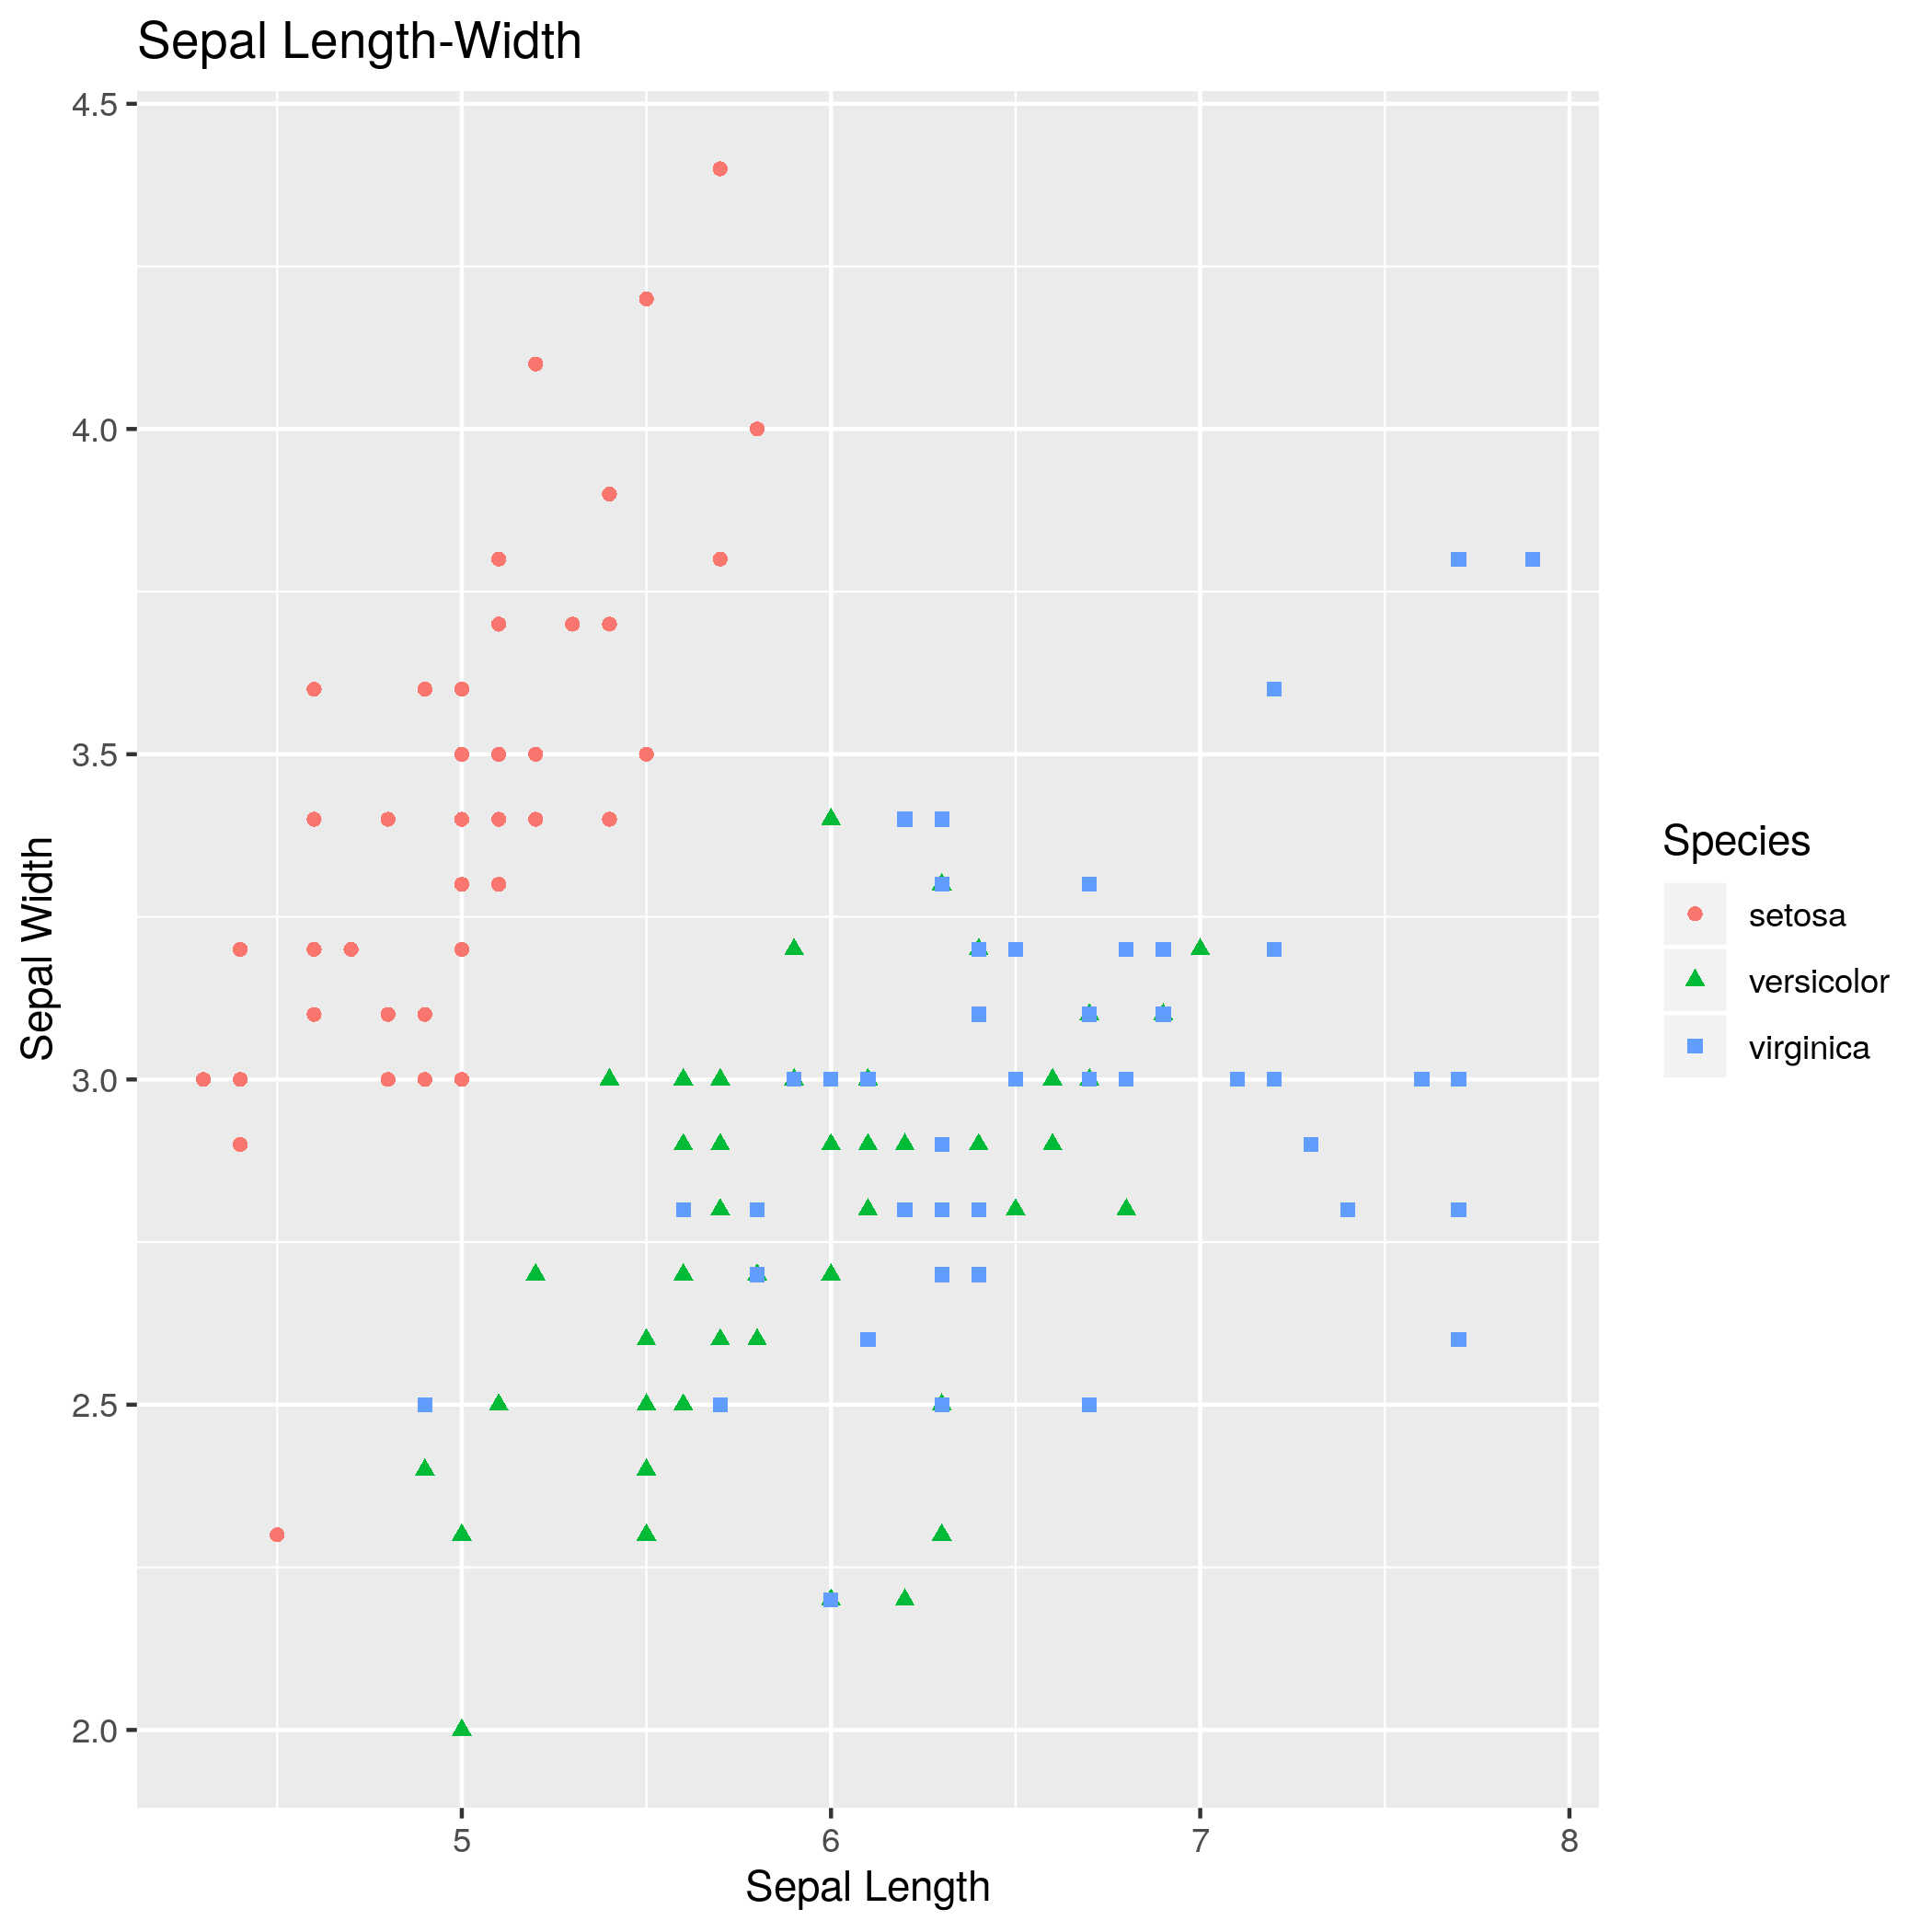 Sepal Length-Width
4.5
4.0
3.5
3.0
2.5
2.0
Sepal Width
5 6 7 8
Sepal Length
Species
setosa
versicolor
virginica